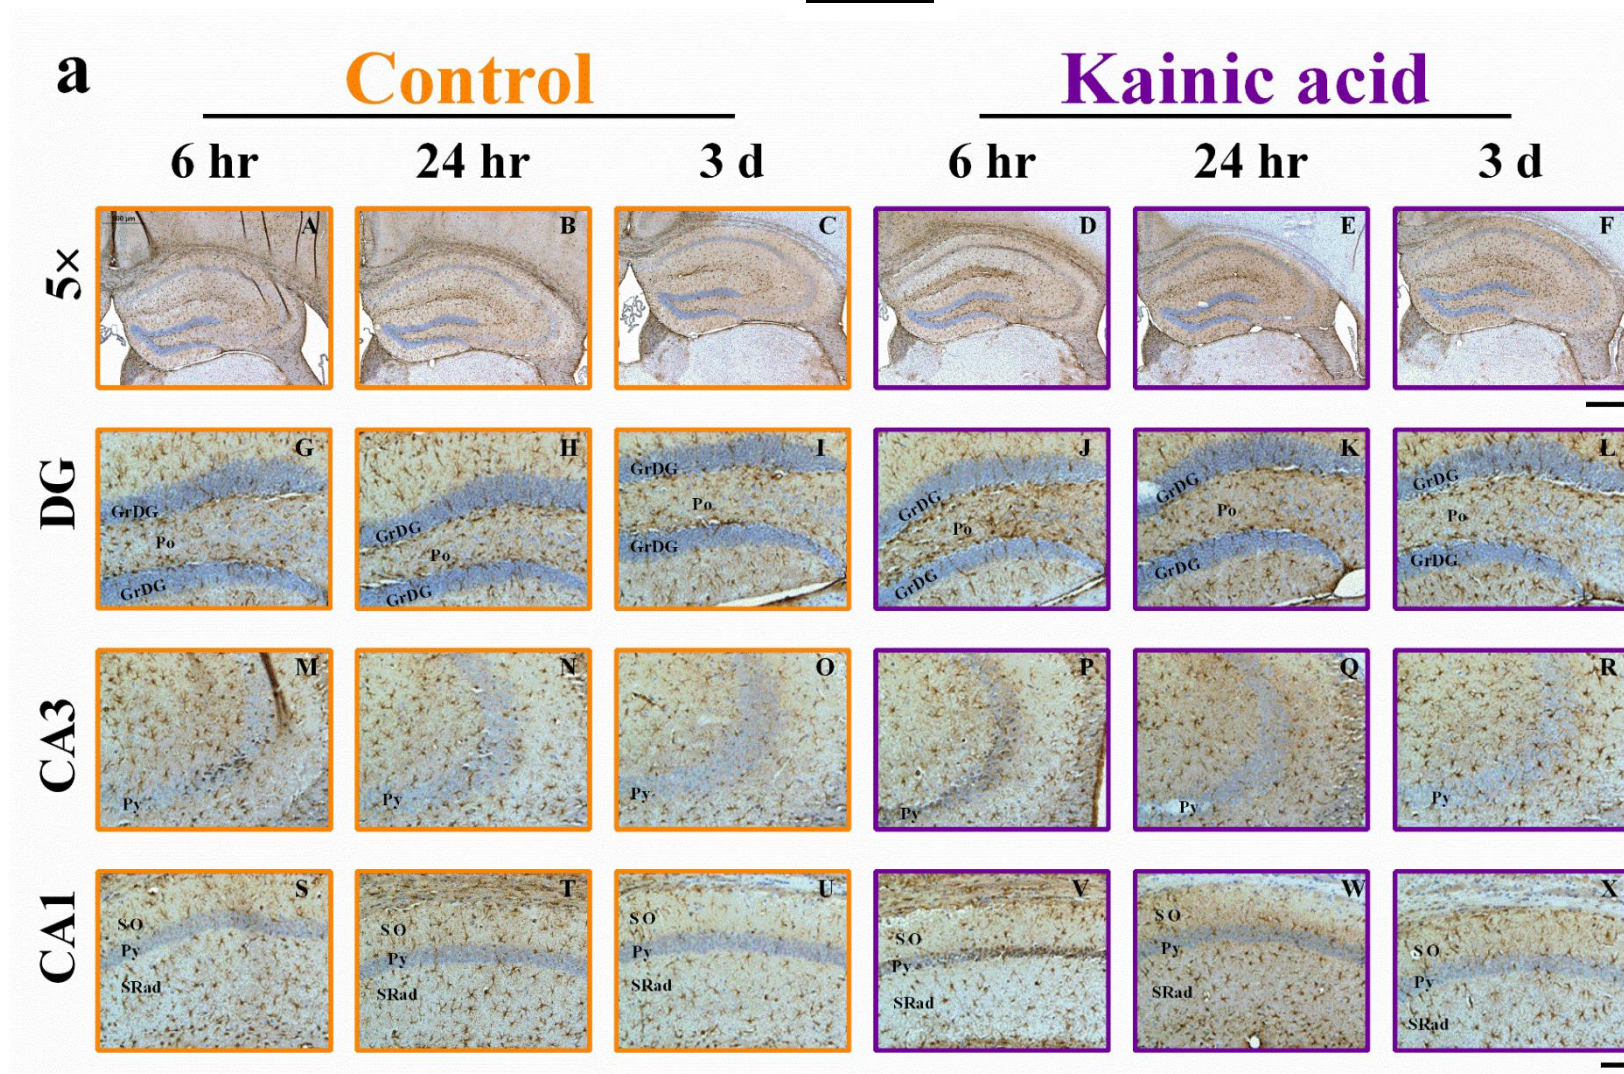 a
Control
Kainic acid
6 hr
24 hr
3 d
6 hr
24 hr
3 d
5×
A
B
C
D
E
F
DG
G
GrDG
Po
GrDG
H
GrDG
Po
GrDG
I
GrDG
Po
GrDG
J
GrDG
Po
GrDG
K
GrDG
Po
GrDG
L
GrDG
Po
GrDG
CA3
M
Py
N
Py
O
Py
P
Py
Q
Py
R
Py
CA1
S
SO
Py
SRad
T
SO
Py
SRad
U
SO
Py
SRad
V
SO
Py
SRad
W
SO
Py
SRad
X
SO
Py
SRad